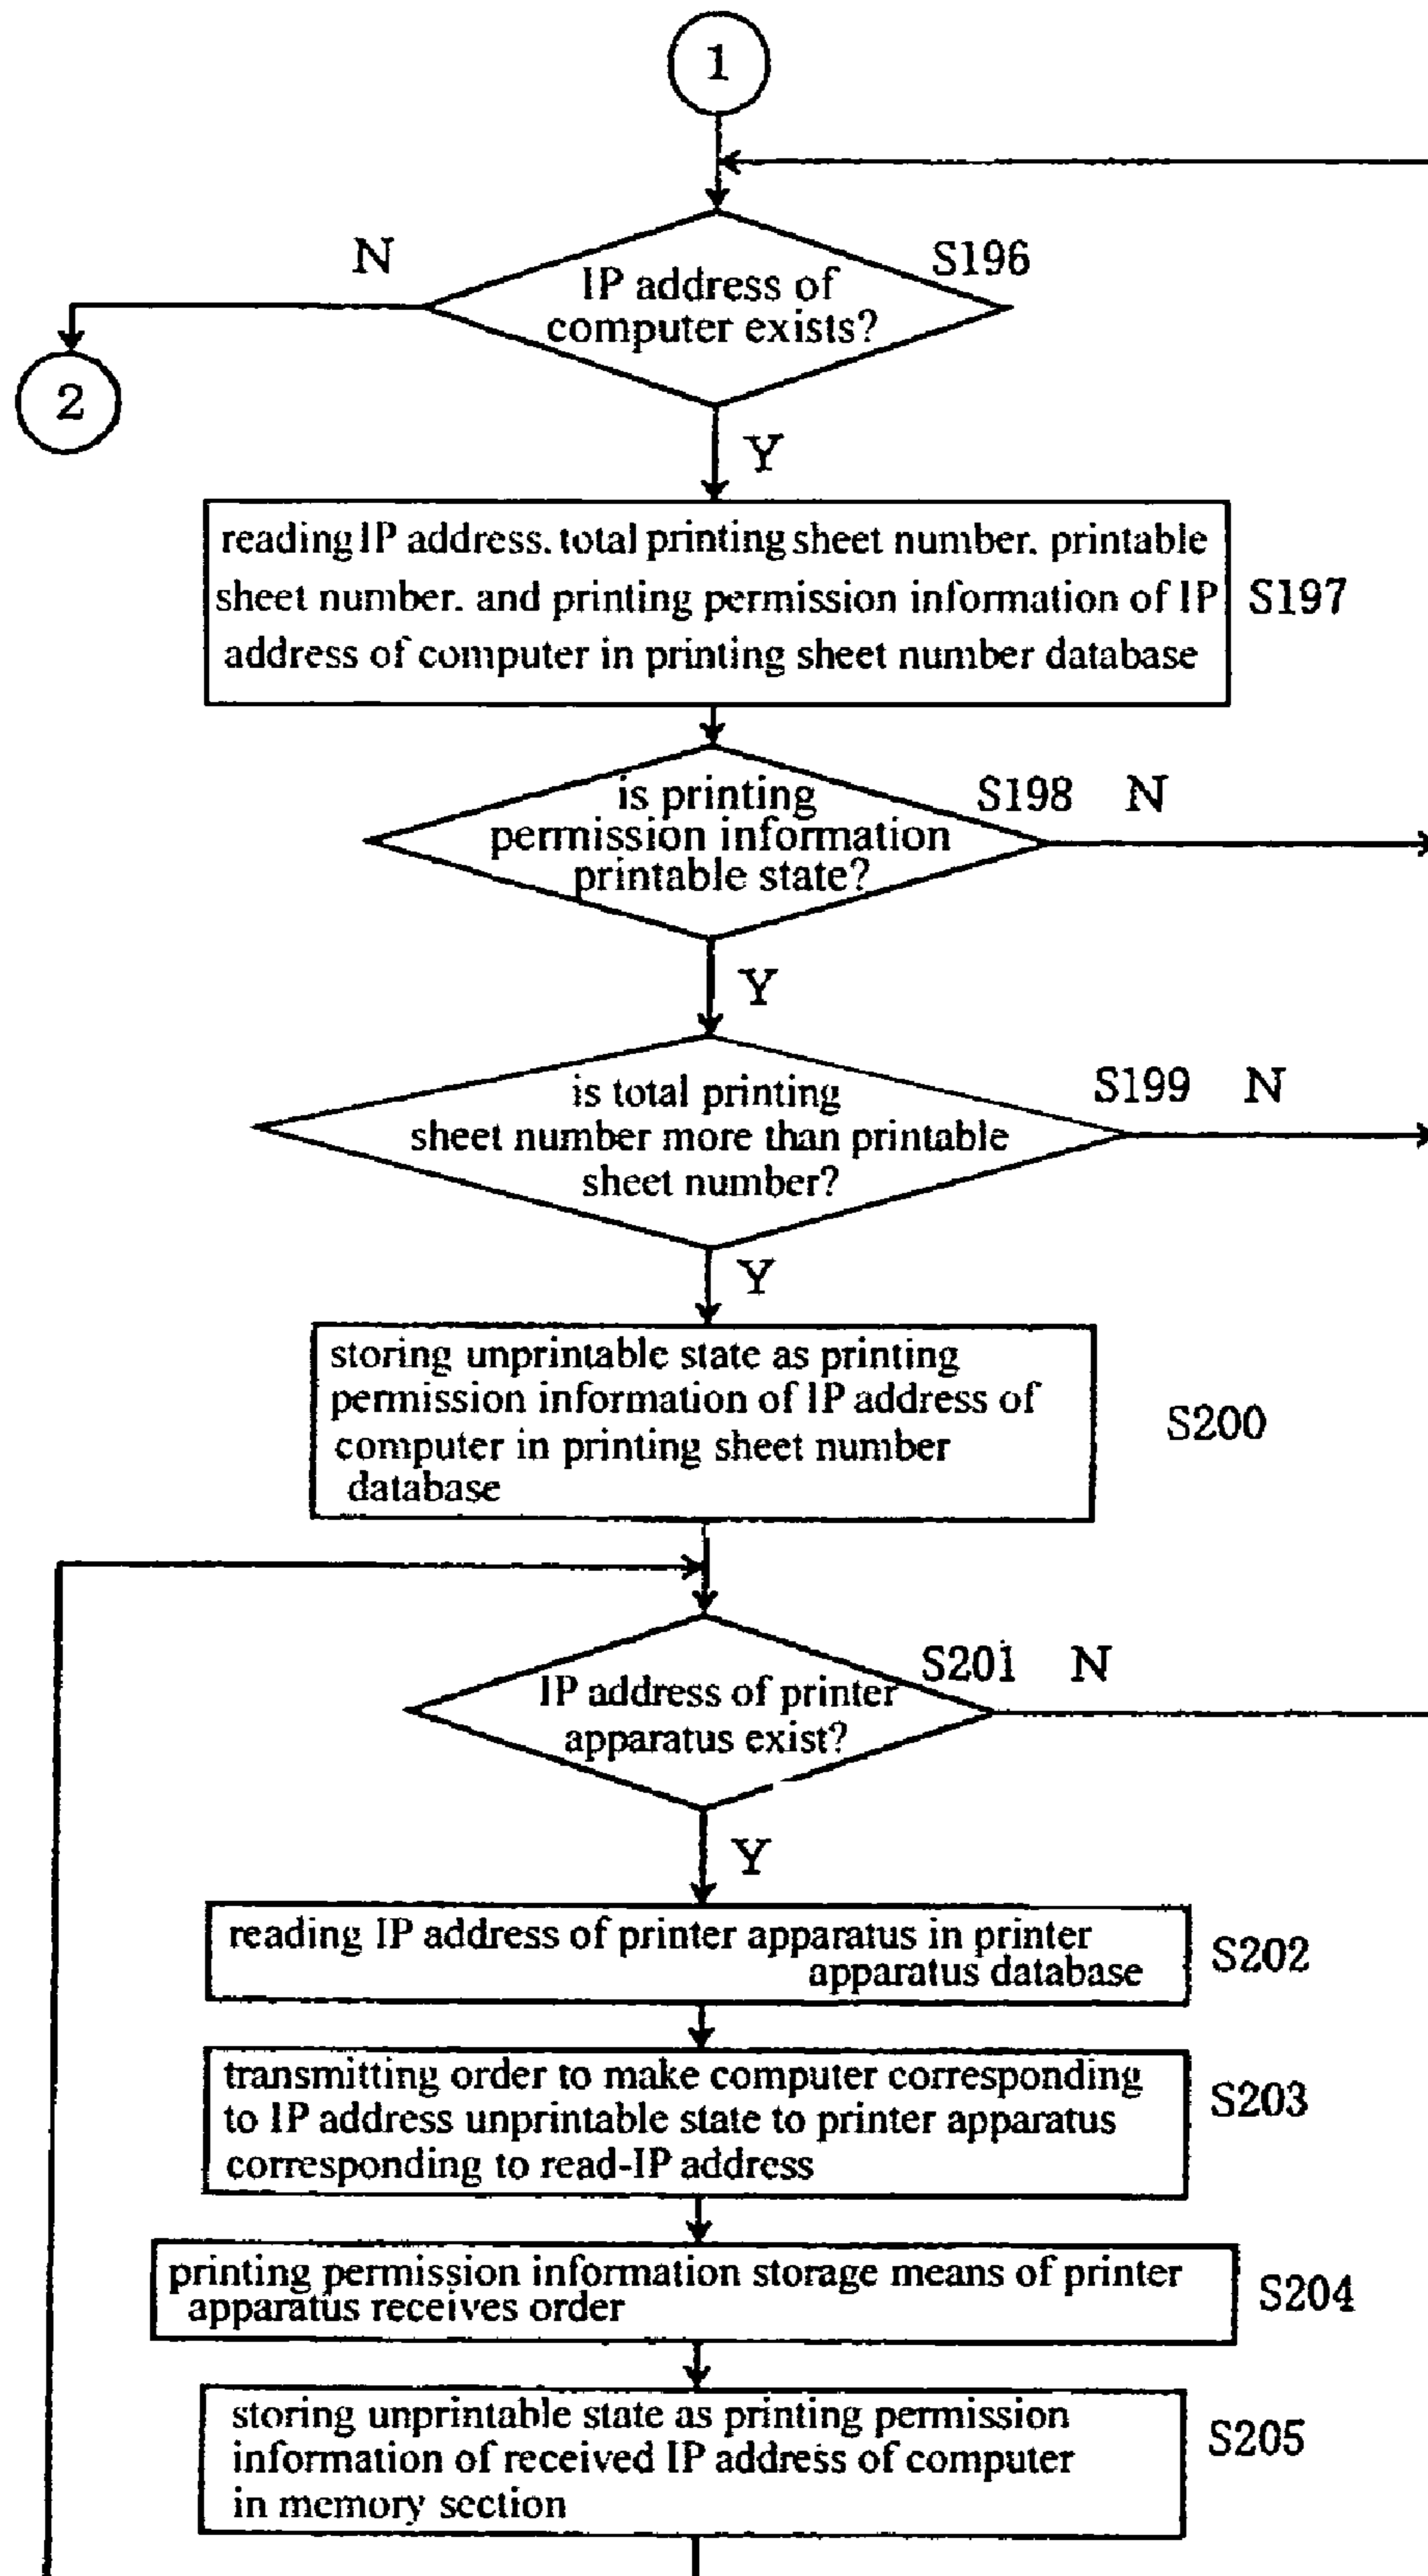 1
N
S196
IP address of
computer exists?
2
Y
reading IP address. total printing sheet number. printable
sheet number. and printing permission information of IP
address of computer in printing sheet number database
S197
is printing
permission information
printable state?
S198 N
Y
is total printing
sheet number more than printable
sheet number?
S199 N
Y
storing unprintable state as printing
permission information of IP address of
computer in printing sheet number
database
S200
IP address of printer
apparatus exist?
S201 N
Y
reading IP address of printer apparatus in printer
apparatus database
S202
transmitting order to make computer corresponding
to IP address unprintable state to printer apparatus
corresponding to read-IP address
S203
printing permission information storage means of printer
apparatus receives order
S204
storing unprintable state as printing permission
information of received IP address of computer
in memory section
S205